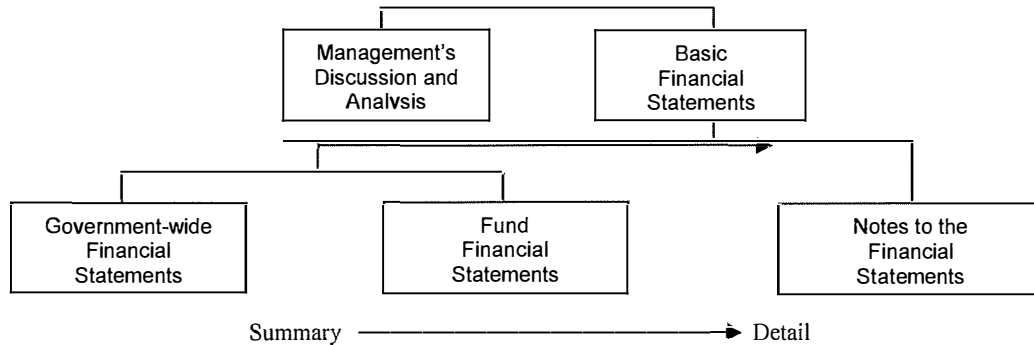 Management's
Discussion and
Analvsis
Basic
Financial
Statements
Government-wide
Financial
Statements
Fund
Financial
Statements
Notes to the
Financial
Statements
Summary
Detail